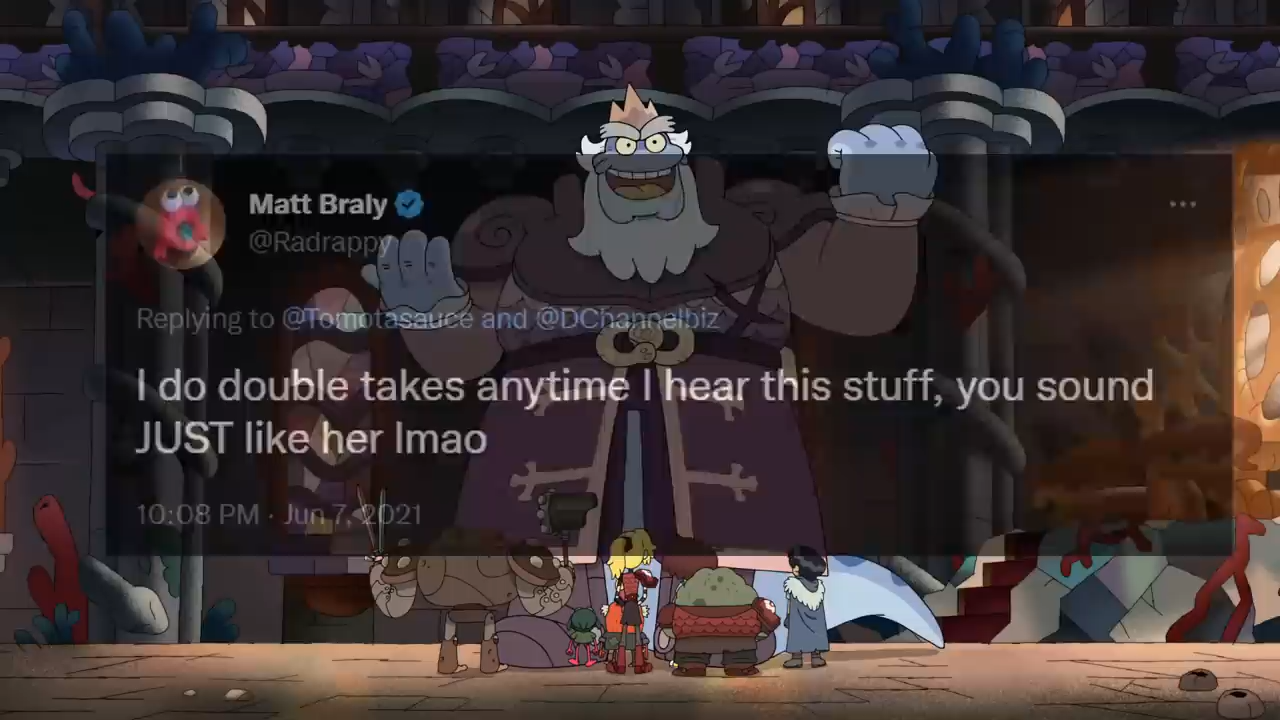 Matt Braly
@Radrappy
Replying to @Tomotasauce and @DChannelbiz
I do double takes anytime I hear this stuff, you sound
JUST like her lmao
10:08 PM · Jun 7, 2021